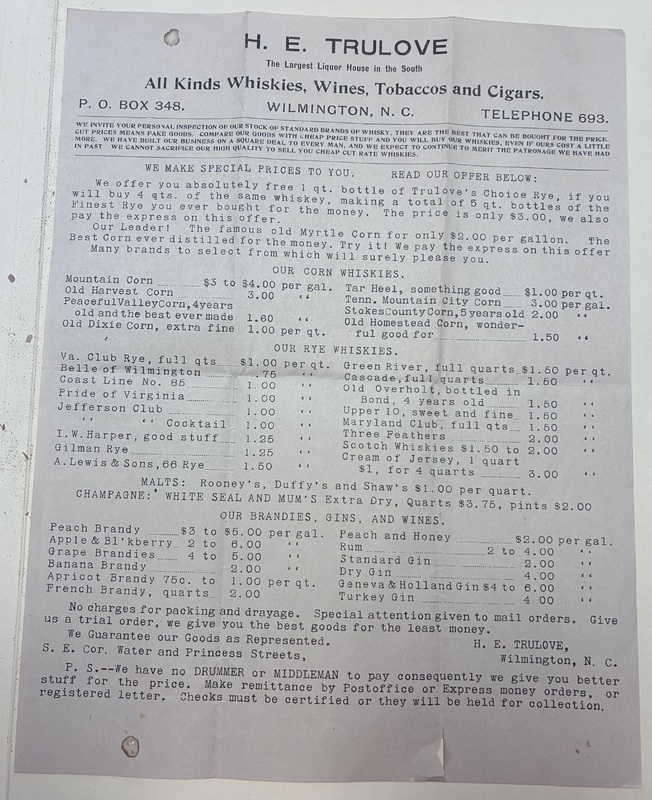 H. E. TRULOVE
The Largest Liquor House in the South
All Kinds Whiskies, Wines, Tobaccos and Cigars.
P. O. BOX 348. WILMINGTON, N. C. TELEPHONE 693.
WE INVITE YOUR PERSONAL INSPECTION OF OUR STOCK OF STANDARD BRANDS OF WHISKY, THEY ARE THE BEST THAT CAN BE BOUGHT FOR THE PRICE.
CUT PRICES MEANS FAKE GOODS. COMPARE OUR GOODS WITH CHEAP PRICE STUFF AND YOU WILL BUY OUR WHISKIES, EVEN IF OURS COST A LITTLE
MORE. WE HAVE BUILT OUR BUSINESS ON A SQUARE DEAL TO EVERY MAN, AND WE EXPECT TO CONTINUE TO MERIT THE PATRONAGE WE HAVE HAD
IN PAST WE CANNOT SACRIFICE OUR HIGH QUALITY TO SELL YOU CHEAP CUT RATE WHISKIES.
WE MAKE SPECIAL PRICES TO YOU. READ OUR OFFER BELOW:
We offer you absolutely free 1 qt. bottle of Trulove's Choice Rye, if you
will buy 4 qts. of the same whiskey, making a total of 5 qt. bottles of the
Finest Rye you ever bought for the money. The price is only $3.00, we also
pay the express on this offer.
Our Leader! The famous old Myrtle Corn for only $2.00 per gallon. The
Best Corn ever distilled for the money. Try it! We pay the express on this offer
Many brands to select from which will surely please you.
OUR CORN WHISKIES.
Mountain Corn $3 to $4.00 per gal.
Old Harvest Corn 3.00 "
PeacefulValleyCorn,4years
old and the best ever made 1.60 "
Old Dixie Corn, extra fine 1.00 per qt.
Tar Heel, something good $1.00 per qt.
Tenn. Mountain City Corn 3.00 per gal.
StokesCountyCorn,5years old 2.00 "
Old Homestead Corn, wonder-
ful good for 1.50 "
OUR RYE WHISKIES.
Va. Club Rye, full qts $1.00 per qt.
Belle of Wilmington .75 "
Coast Line No. 85 1.00 "
Pride of Virginia 1.00 "
Jefferson Club 1.00 "
" " Cocktail 1.00 "
I.W.Harper, good stuff 1.25 "
Gilman Rye 1.25 "
A.Lewis & Sons,66 Rye 1.50 "
Green River, full quarts $1.50 per qt.
Cascade, full quarts 1.50 "
Old Overholt, bottled in
Bond, 4 years old 1.50 "
Upper 10, sweet and fine 1.50 "
Maryland Club, full qts 1.50 "
Three Feathers 2.00 "
Scotch Whiskies $1.50 to 2.00 "
Cream of Jersey, 1 quart
$1, for 4 quarts 3.00 "
MALTS: Rooney's, Duffy's and Shaw's $1.00 per quart.
CHAMPAGNE: WHITE SEAL AND MUM'S Extra Dry, Quarts $3.75, pints $2.00
OUR BRANDIES, GINS, AND WINES.
Peach Brandy $3 to $5.00 per gal.
Apple & Bl'kberry 2 to 6.00 "
Grape Brandies 4 to 5.00 "
Banana Brandy 2.00 "
Apricot Brandy 75c. to 1.00 per qt.
French Brandy, quarts 2.00
Peach and Honey $2.00 per gal.
Rum 2 to 4.00 "
Standard Gin 2.00 "
Dry Gin 4.00 "
Geneva & Holland Gin $4 to 6.00 "
Turkey Gin 4 00 "
No charges for packing and drayage. Special attention given to mail orders. Give
us a trial order, we give you the best goods for the least money.
We Guarantee our Goods as Represented. H. E. TRULOVE,
S. E. Cor. Water and Princess Streets, Wilmington, N. C.
P. S.--We have no DRUMMER or MIDDLEMAN to pay consequently we give you better
stuff for the price. Make remittance by Postoffice or Express money orders, or
registered letter. Checks must be certified or they will be held for collection.